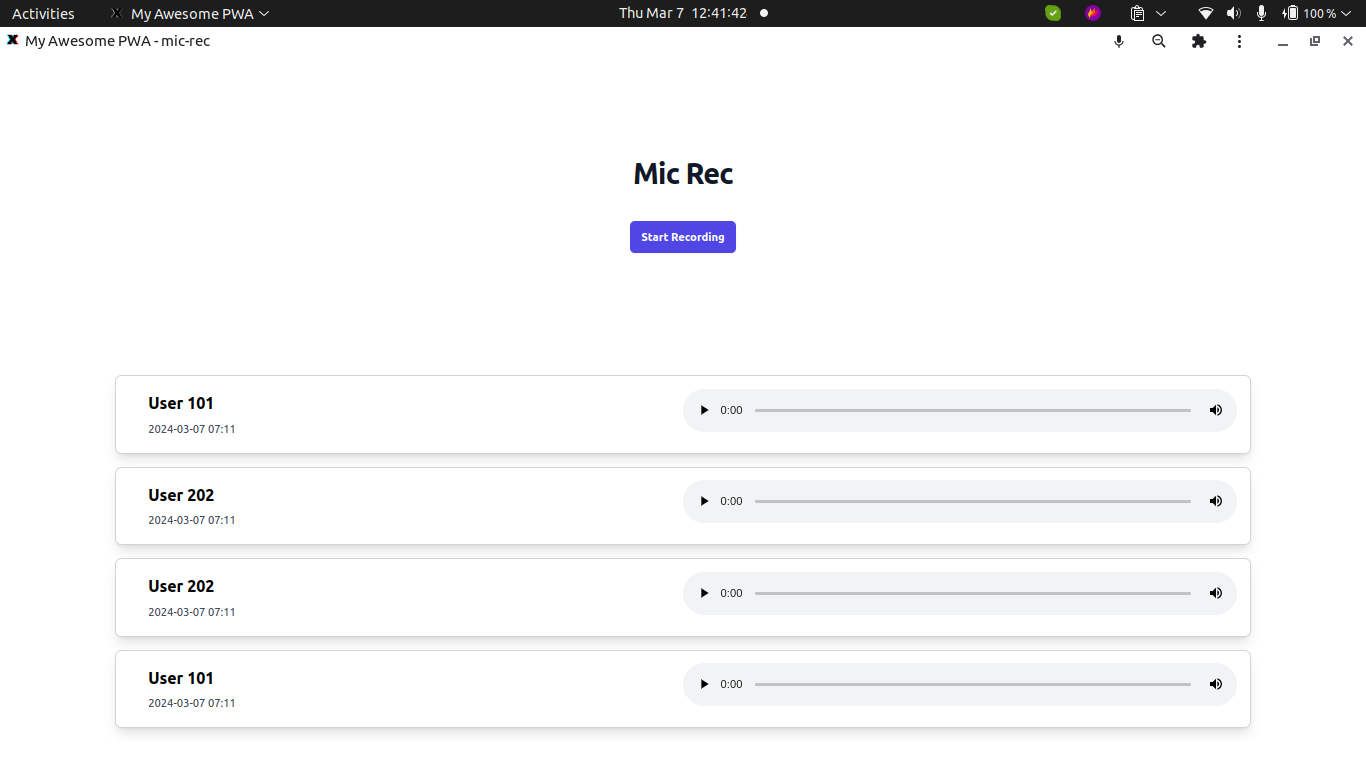 Activities My Awesome PWA Thu Mar 7 12:41:42 100 %
My Awesome PWA - mic-rec
Mic Rec
Start Recording
User 101
0:00
2024-03-07 07:11
User 202
0:00
2024-03-07 07:11
User 202
0:00
2024-03-07 07:11
User 101
0:00
2024-03-07 07:11